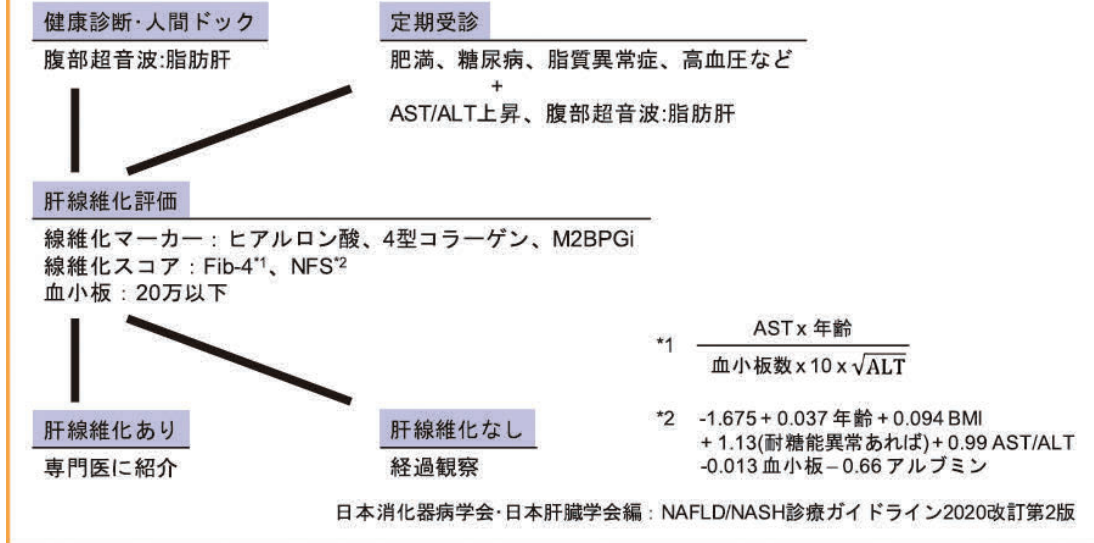 健康診断・人間ドック
腹部超音波:脂肪肝
定期受診
肥満、糖尿病、脂質異常症、高血圧など
+
AST/ALT上昇、腹部超音波:脂肪肝
肝線維化評価
線維化マーカー：ヒアルロン酸、4型コラーゲン、M2BPGi
線維化スコア：Fib-4*1、NFS*2
血小板：20万以下
肝線維化あり
専門医に紹介
肝線維化なし
経過観察
*1 AST x 年齢
血小板数 x 10 x √ALT
*2 -1.675 + 0.037 年齢 + 0.094 BMI
+ 1.13(耐糖能異常あれば) + 0.99 AST/ALT
-0.013 血小板 – 0.66 アルブミン
日本消化器病学会･日本肝臓学会編：NAFLD/NASH診療ガイドライン2020改訂第2版